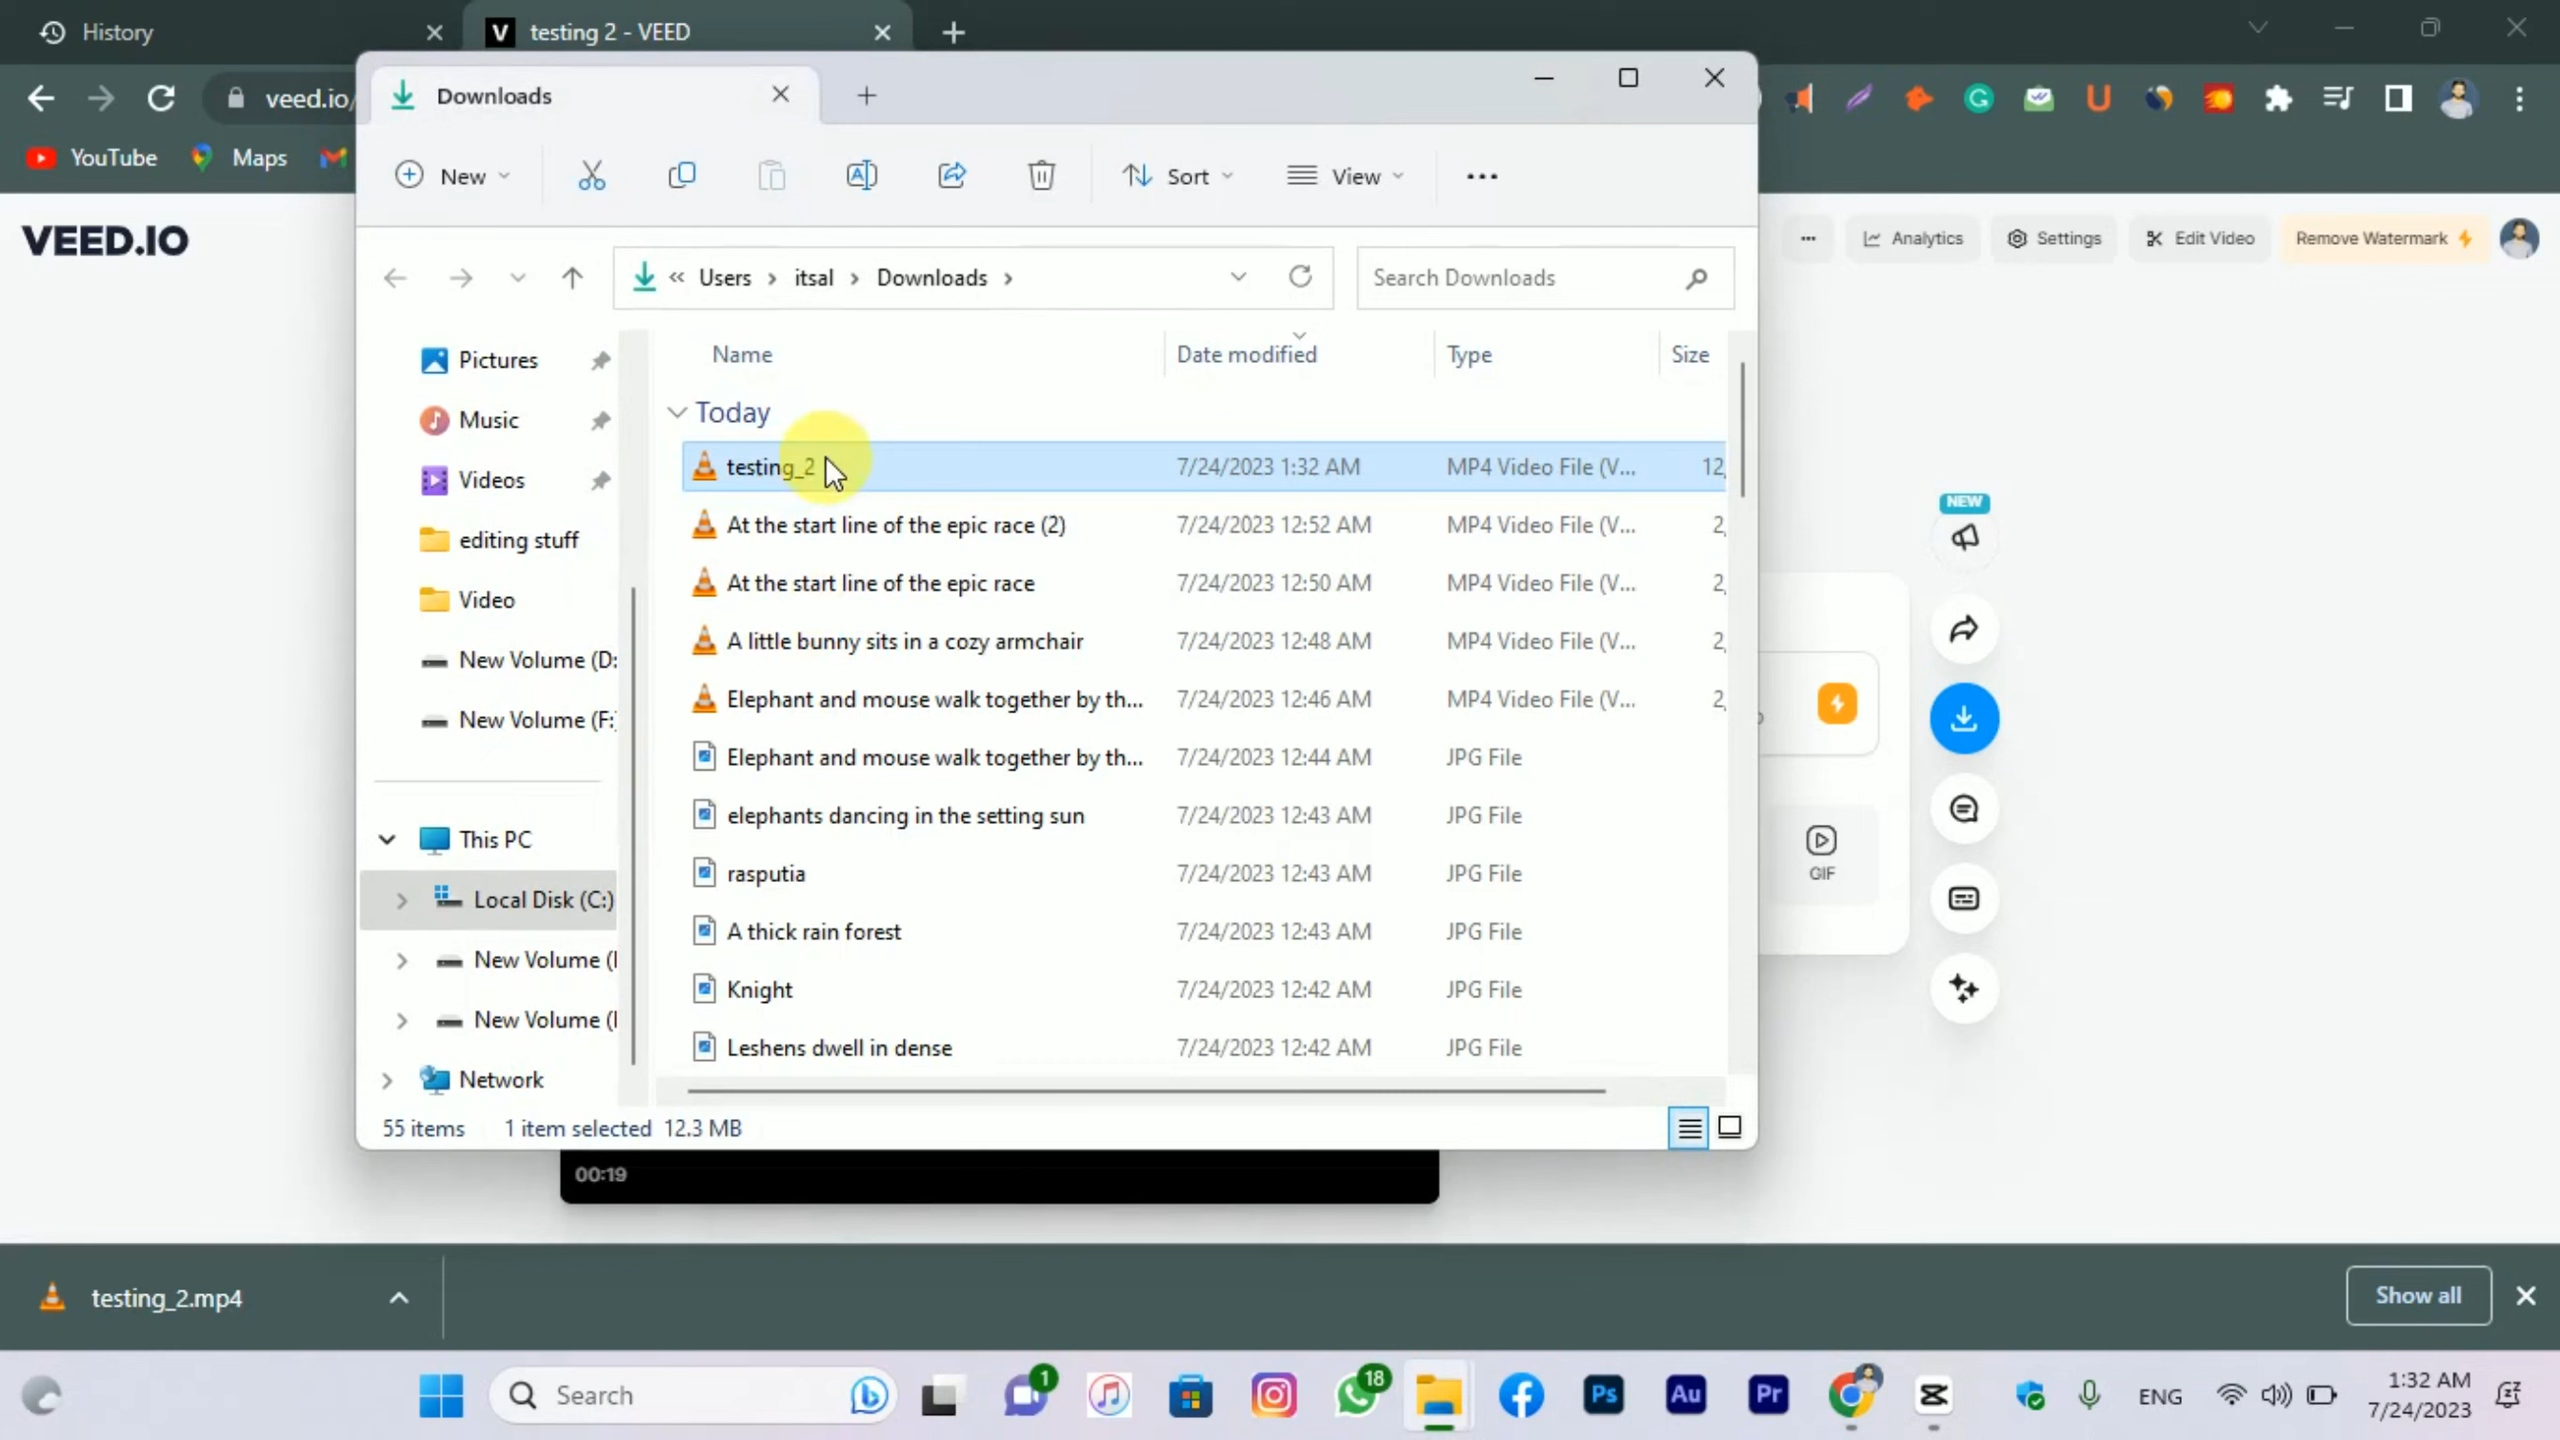 History
V testing 2 - VEED
veed.io/
YouTube
Maps
VEED.IO
Analytics
Settings
Edit Video
Remove Watermark
Downloads
New
Sort
View
« Users > itsal > Downloads >
Search Downloads
Name
Date modified
Type
Size
Pictures
Music
Videos
editing stuff
Video
New Volume (D:
New Volume (F:
This PC
Local Disk (C:)
New Volume (
New Volume (
Network
Today
testing_2 7/24/2023 1:32 AM MP4 Video File (V... 12,
At the start line of the epic race (2) 7/24/2023 12:52 AM MP4 Video File (V... 2,
At the start line of the epic race 7/24/2023 12:50 AM MP4 Video File (V... 2,
A little bunny sits in a cozy armchair 7/24/2023 12:48 AM MP4 Video File (V... 2,
Elephant and mouse walk together by th... 7/24/2023 12:46 AM MP4 Video File (V... 2,
Elephant and mouse walk together by th... 7/24/2023 12:44 AM JPG File
elephants dancing in the setting sun 7/24/2023 12:43 AM JPG File
rasputia 7/24/2023 12:43 AM JPG File
A thick rain forest 7/24/2023 12:43 AM JPG File
Knight 7/24/2023 12:42 AM JPG File
Leshens dwell in dense 7/24/2023 12:42 AM JPG File
55 items 1 item selected 12.3 MB
NEW
GIF
00:19
testing_2.mp4
Show all
Search
1
18
Ps
Au
Pr
ENG
1:32 AM
7/24/2023